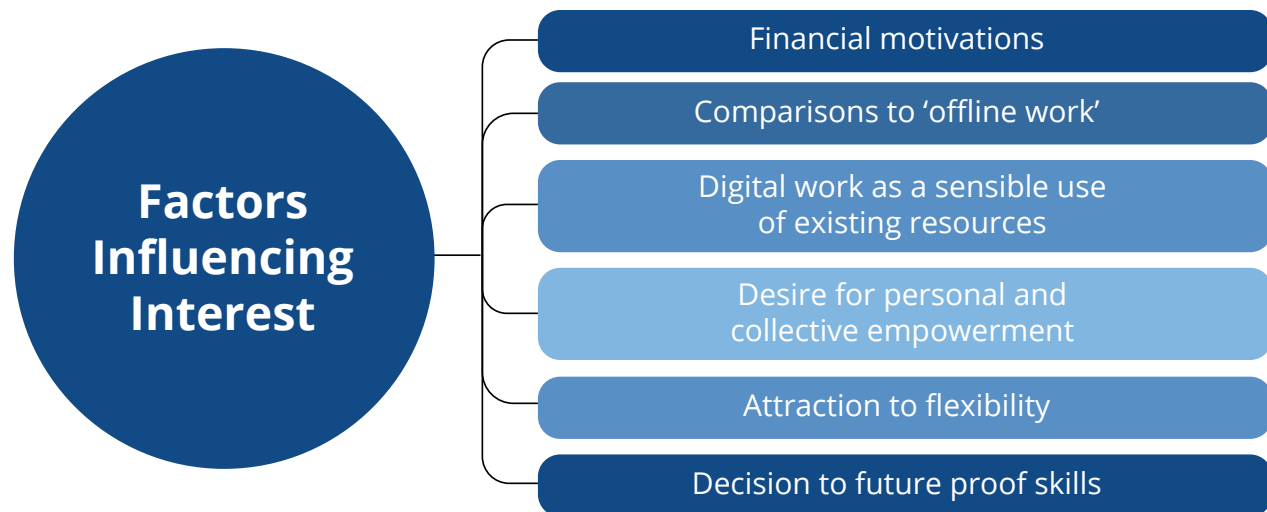 Factors
Influencing
Interest
Financial motivations
Comparisons to ‘offline work’
Digital work as a sensible use
of existing resources
Desire for personal and
collective empowerment
Attraction to flexibility
Decision to future proof skills